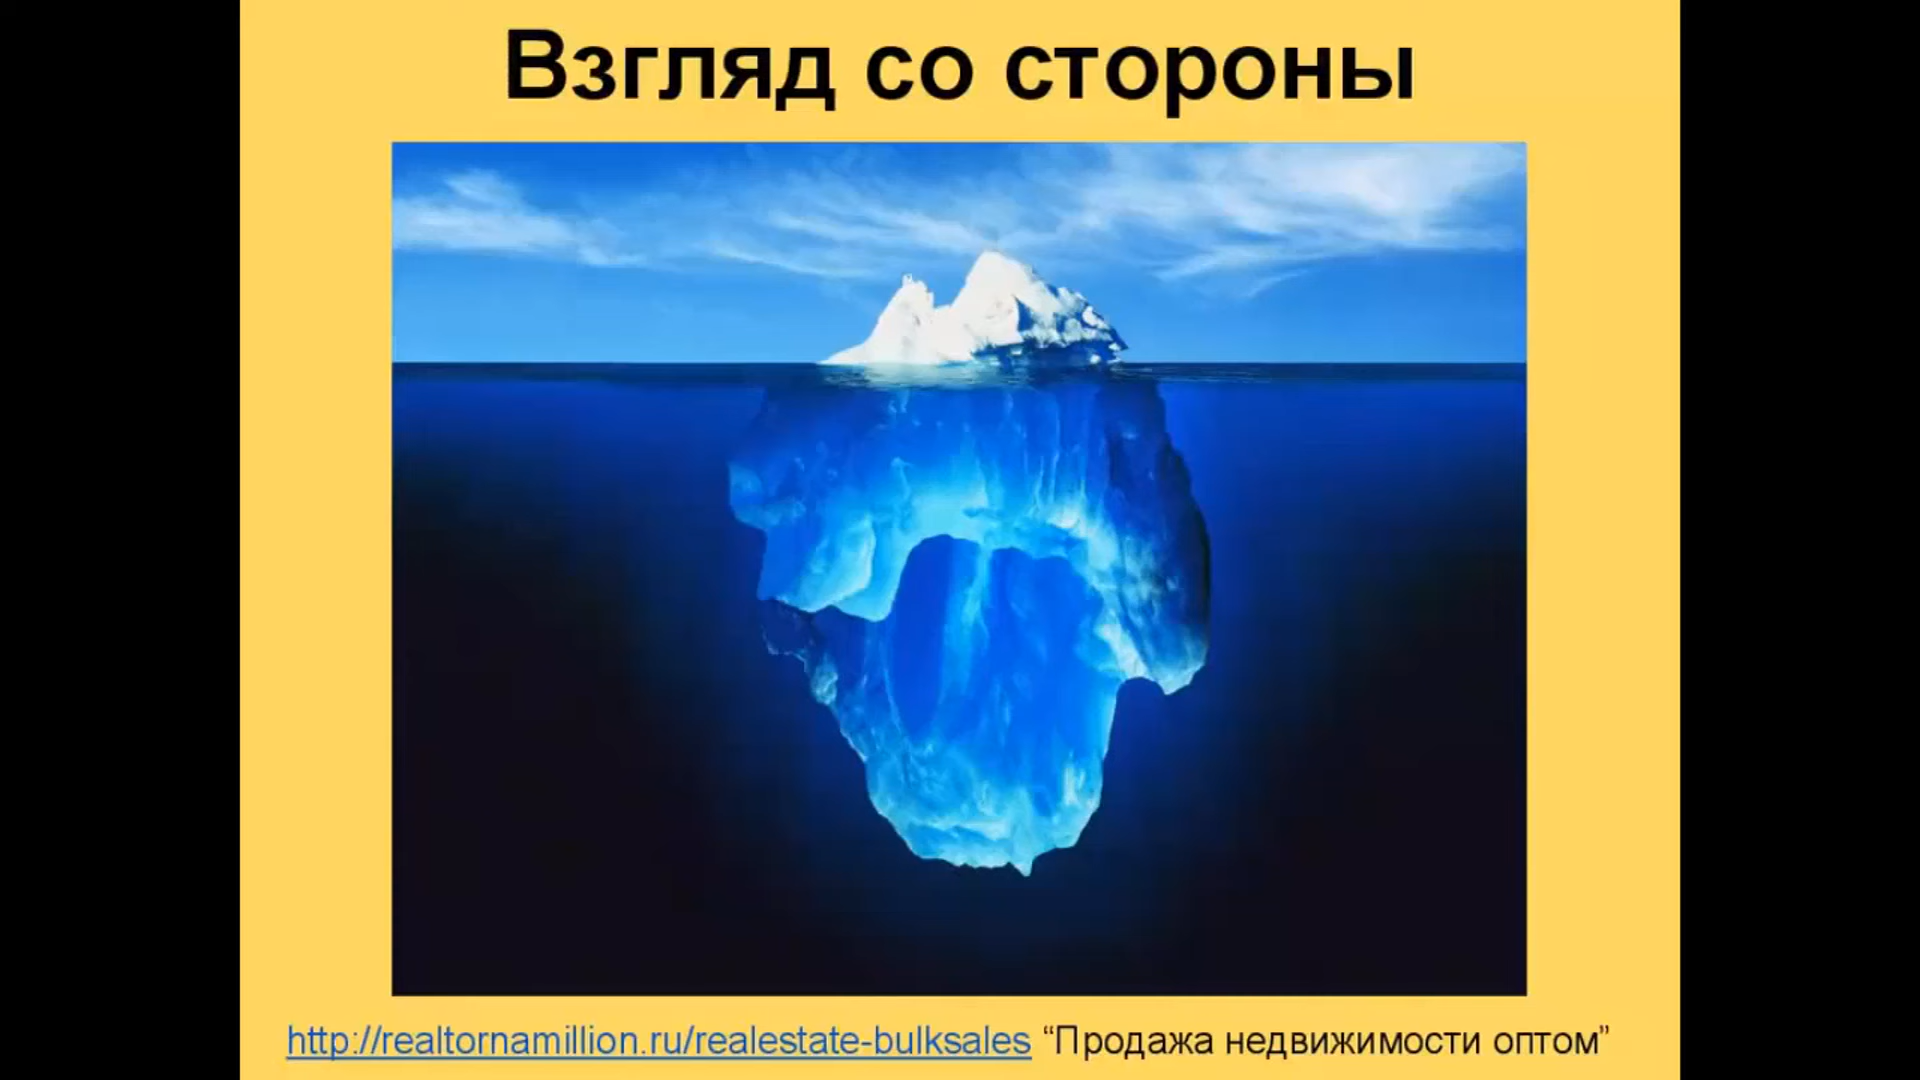 Взгляд со стороны
http://realtornamillion.ru/realestate-bulksales “Продажа недвижимости оптом”